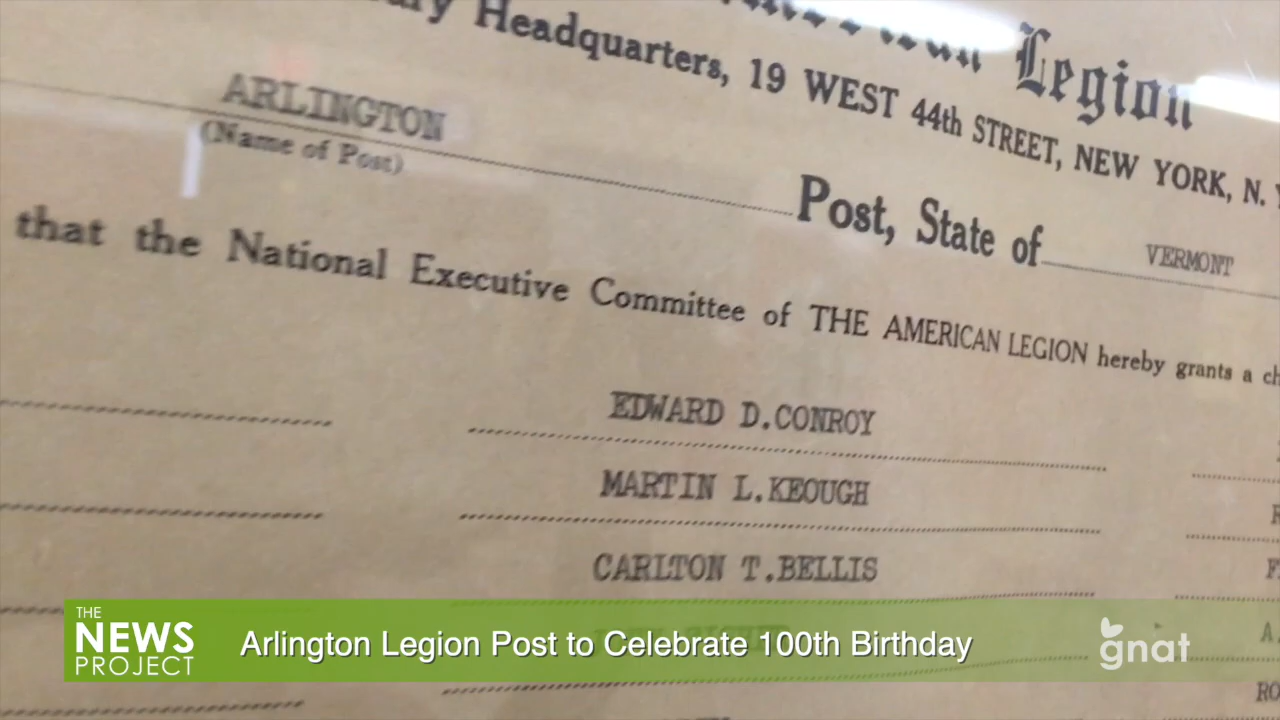 Legion
Headquarters, 19 WEST 44th STREET, NEW YORK, N. Y
ARLINGTON
(Name of Post)
Post, State of VERMONT
that the National Executive Committee of THE AMERICAN LEGION hereby grants a ch
EDWARD D.CONROY
MARTIN L.KEOUGH
CARLTON T.BELLIS
THE
NEWS
PROJECT
Arlington Legion Post to Celebrate 100th Birthday
gnat
A.
RO